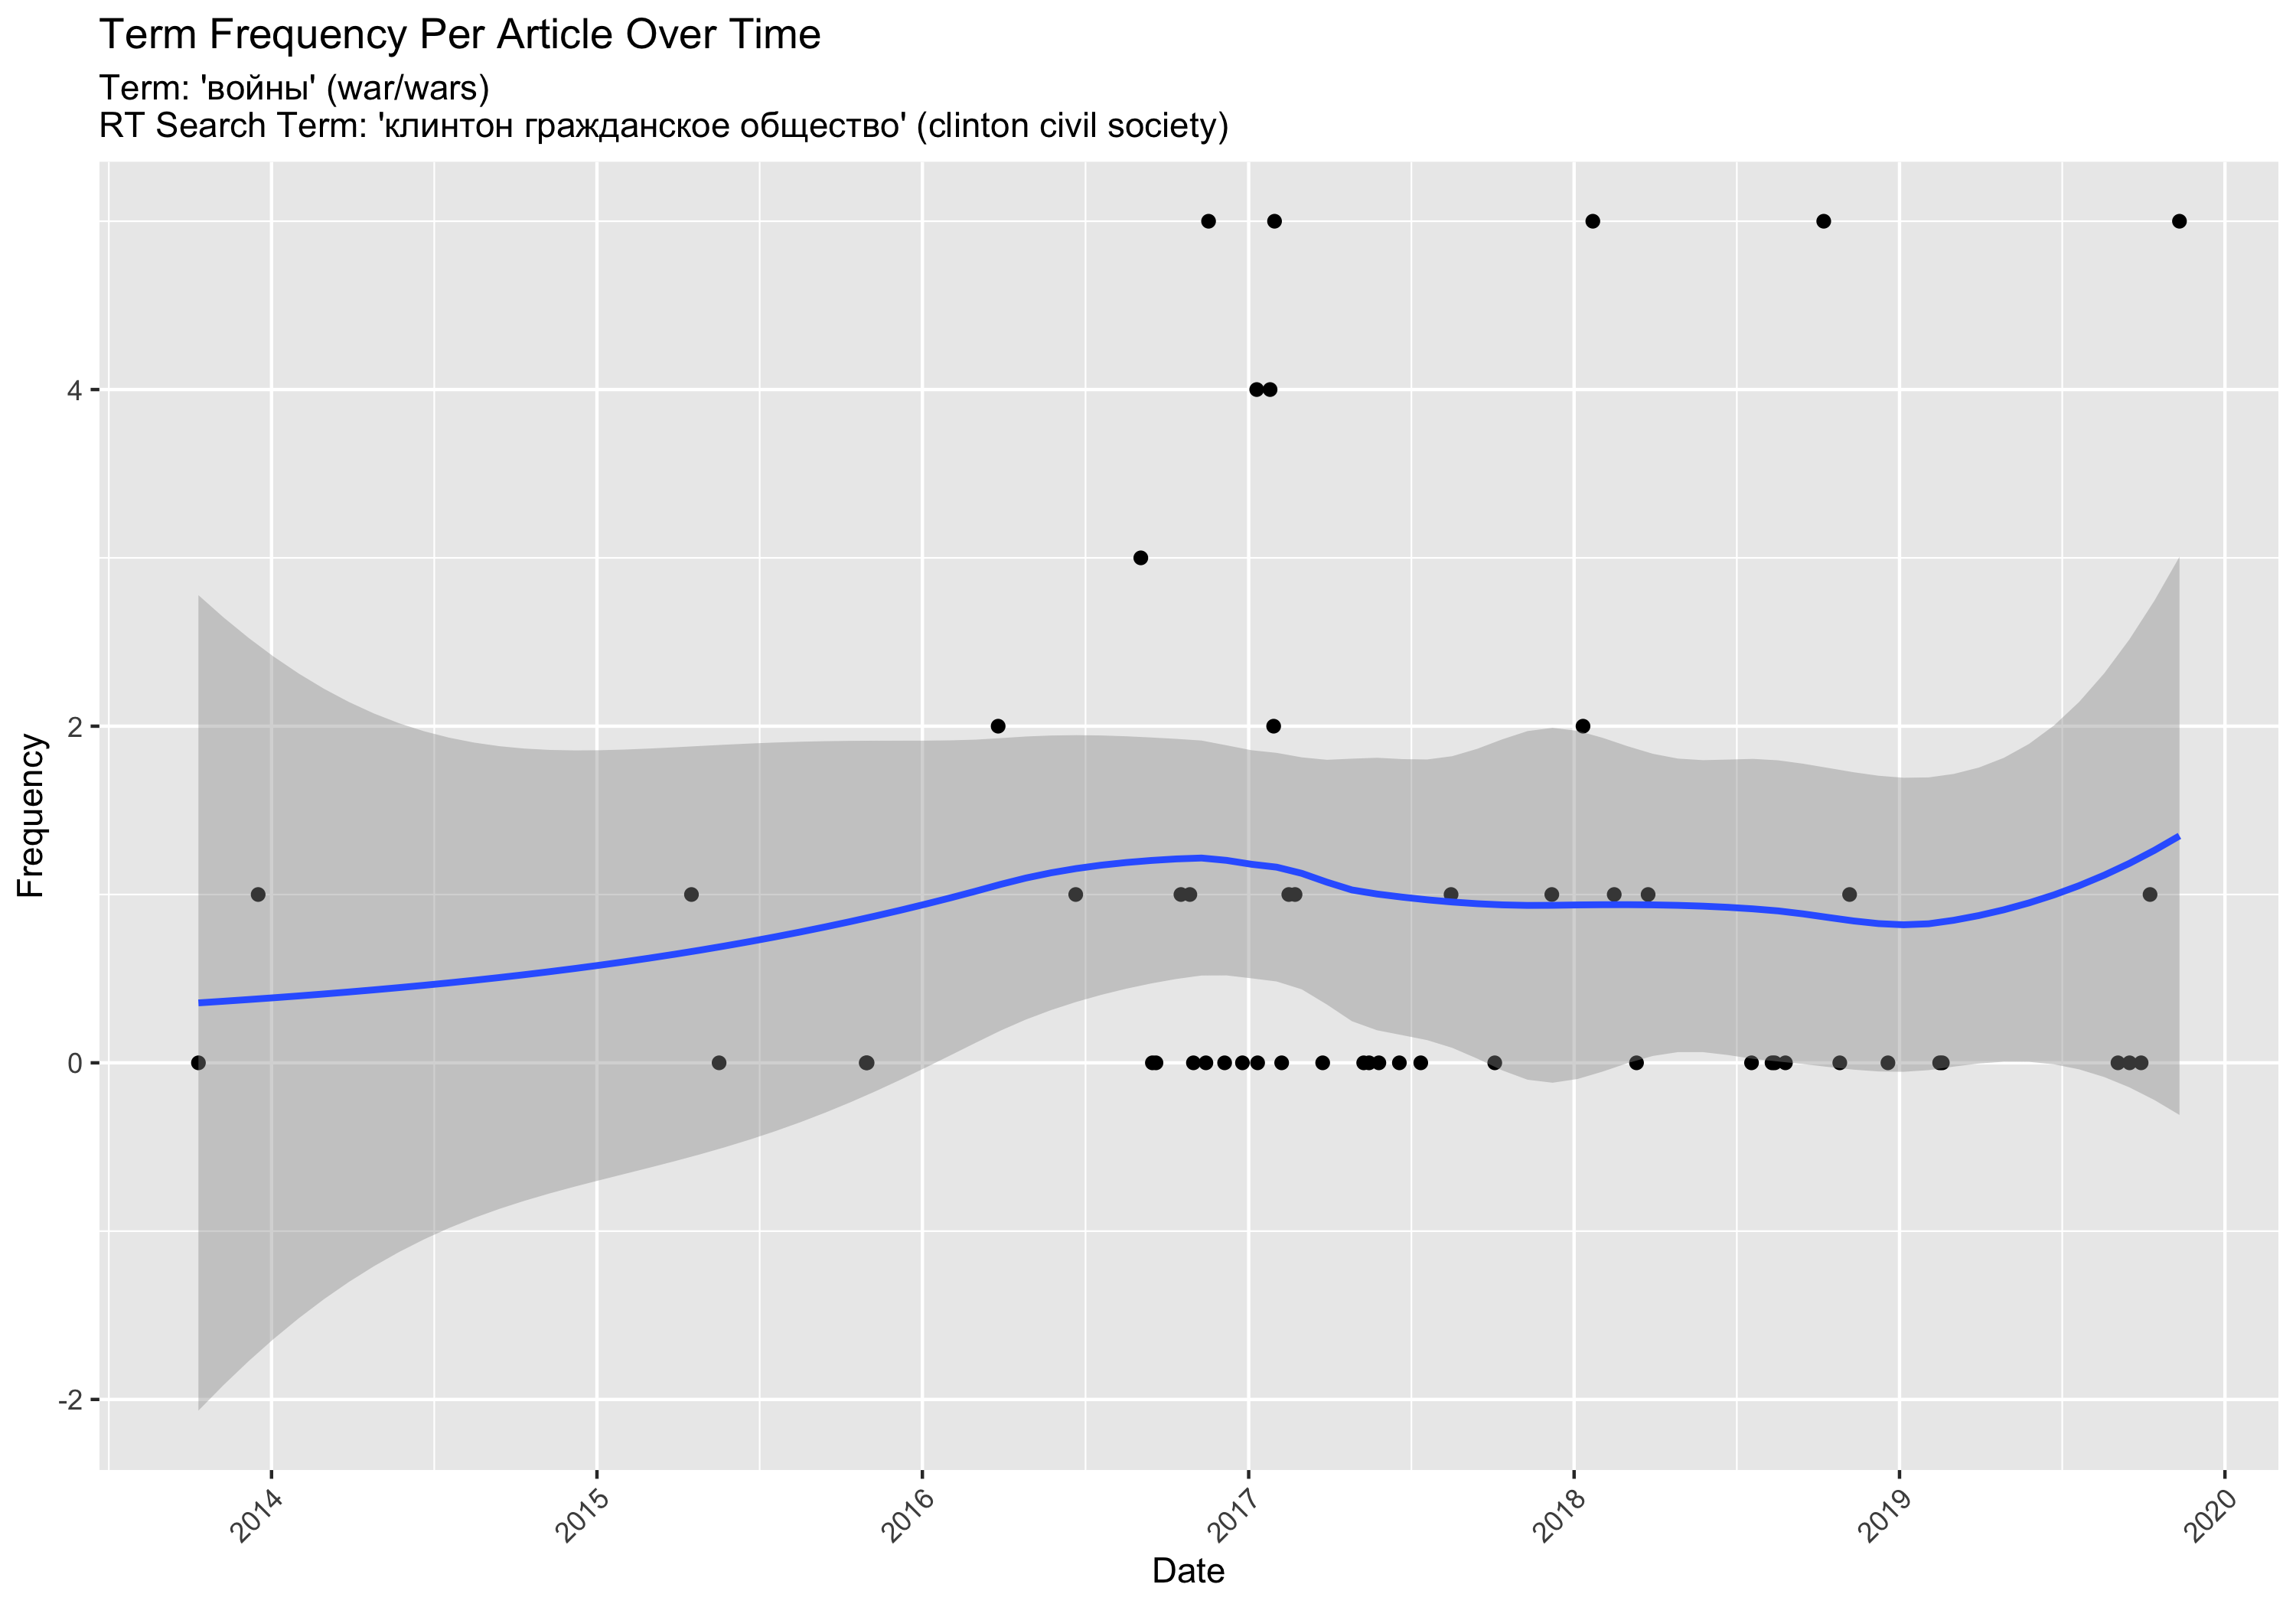 Term Frequency Per Article Over Time
Term: 'войны' (war/wars)
RT Search Term: 'клинтон гражданское общество' (clinton civil society)
Frequency
4
2
0
-2
2014
2015
2016
2017
2018
2019
2020
Date